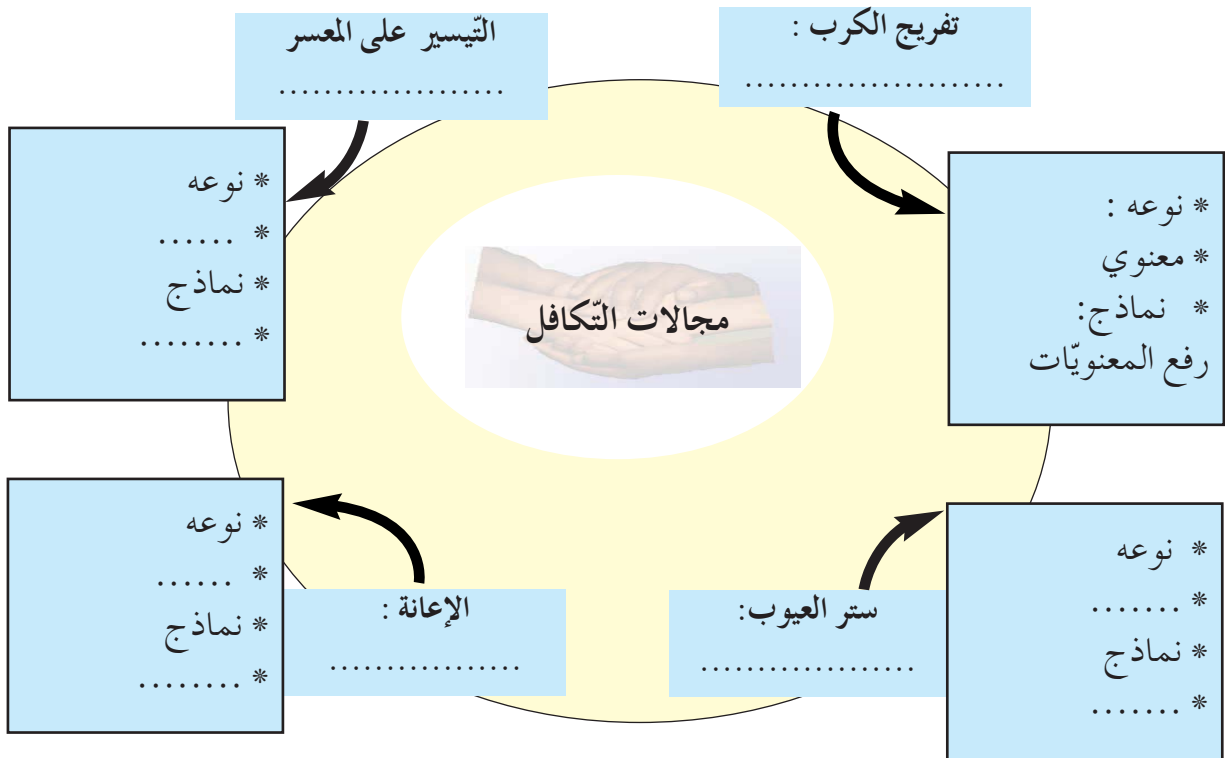 تفريج الكرب :
.......................
* نوعه :
* معنوي
* نماذج:
رفع المعنويّات
التّيسير على المعسر
....................
* نوعه
* ......
* نماذج
* ........
مجالات التّكافل
ستر العيوب:
...................
* نوعه
* .......
* نماذج
* .......
الإعانة :
.................
* نوعه
* ......
* نماذج
* ........